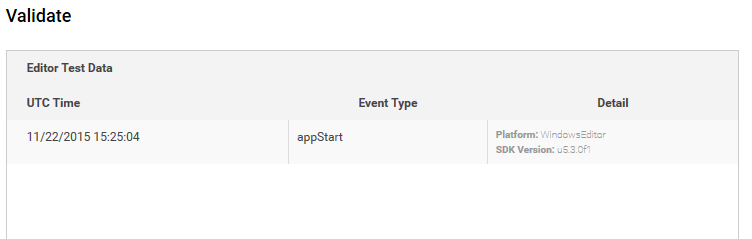 Validate
Editor Test Data
UTC Time Event Type Detail
11/22/2015 15:25:04 appStart Platform: WindowsEditor
SDK Version: u5.3.0f1